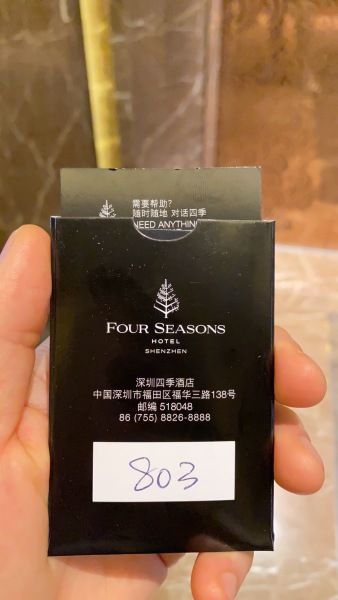 需要帮助?
随时随地 对话四季
NEED ANYTHIN
FOUR SEASONS
HOTEL
SHENZHEN
深圳四季酒店
中国深圳市福田区福华三路138号
邮编 518048
86 (755) 8826-8888
803